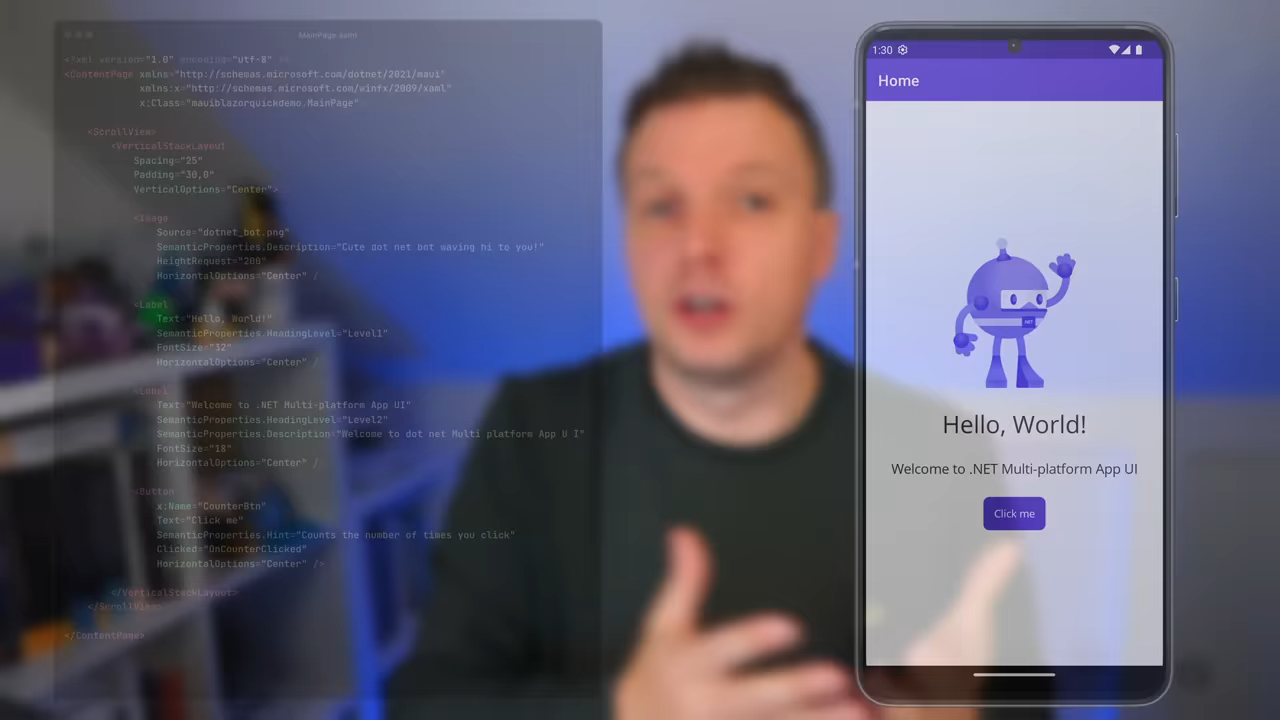 MainPage.xaml
<?xml version="1.0" encoding="utf-8" ?>
<ContentPage xmlns="http://schemas.microsoft.com/dotnet/2021/maui"
xmlns:x="http://schemas.microsoft.com/winfx/2009/xaml"
x:Class="mauiblazorquickdemo.MainPage"
<ScrollView>
<VerticalStackLayout
Spacing="25"
Padding="30,0"
VerticalOptions="Center">
<Image
Source="dotnet_bot.png"
SemanticProperties.Description="Cute dot net bot waving hi to you!"
HeightRequest="200"
HorizontalOptions="Center" /
<Label
Text="Hello, World!"
SemanticProperties.HeadingLevel="Level1"
FontSize="32"
HorizontalOptions="Center" /
<Label
Text="Welcome to .NET Multi-platform App UI"
SemanticProperties.HeadingLevel="Level2"
SemanticProperties.Description="Welcome to dot net Multi platform App U I"
FontSize="18"
HorizontalOptions="Center" /
<Button
x:Name="CounterBtn"
Text="Click me"
SemanticProperties.Hint="Counts the number of times you click"
Clicked="OnCounterClicked"
HorizontalOptions="Center" />
</VerticalStackLayout>
</ScrollView>
</ContentPage>
1:30
Home
.NET
Hello, World!
Welcome to .NET Multi-platform App UI
Click me